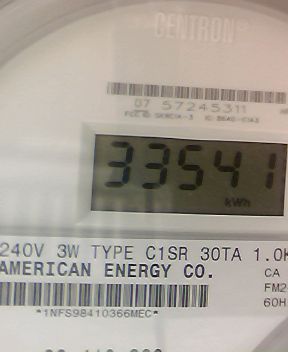 CENTRON®
07 57245311
33541
kWh
240V 3W TYPE C1SR 30TA 1.0K
AMERICAN ENERGY CO.
CA
FM2
60H
*1NFS98410366MEC*